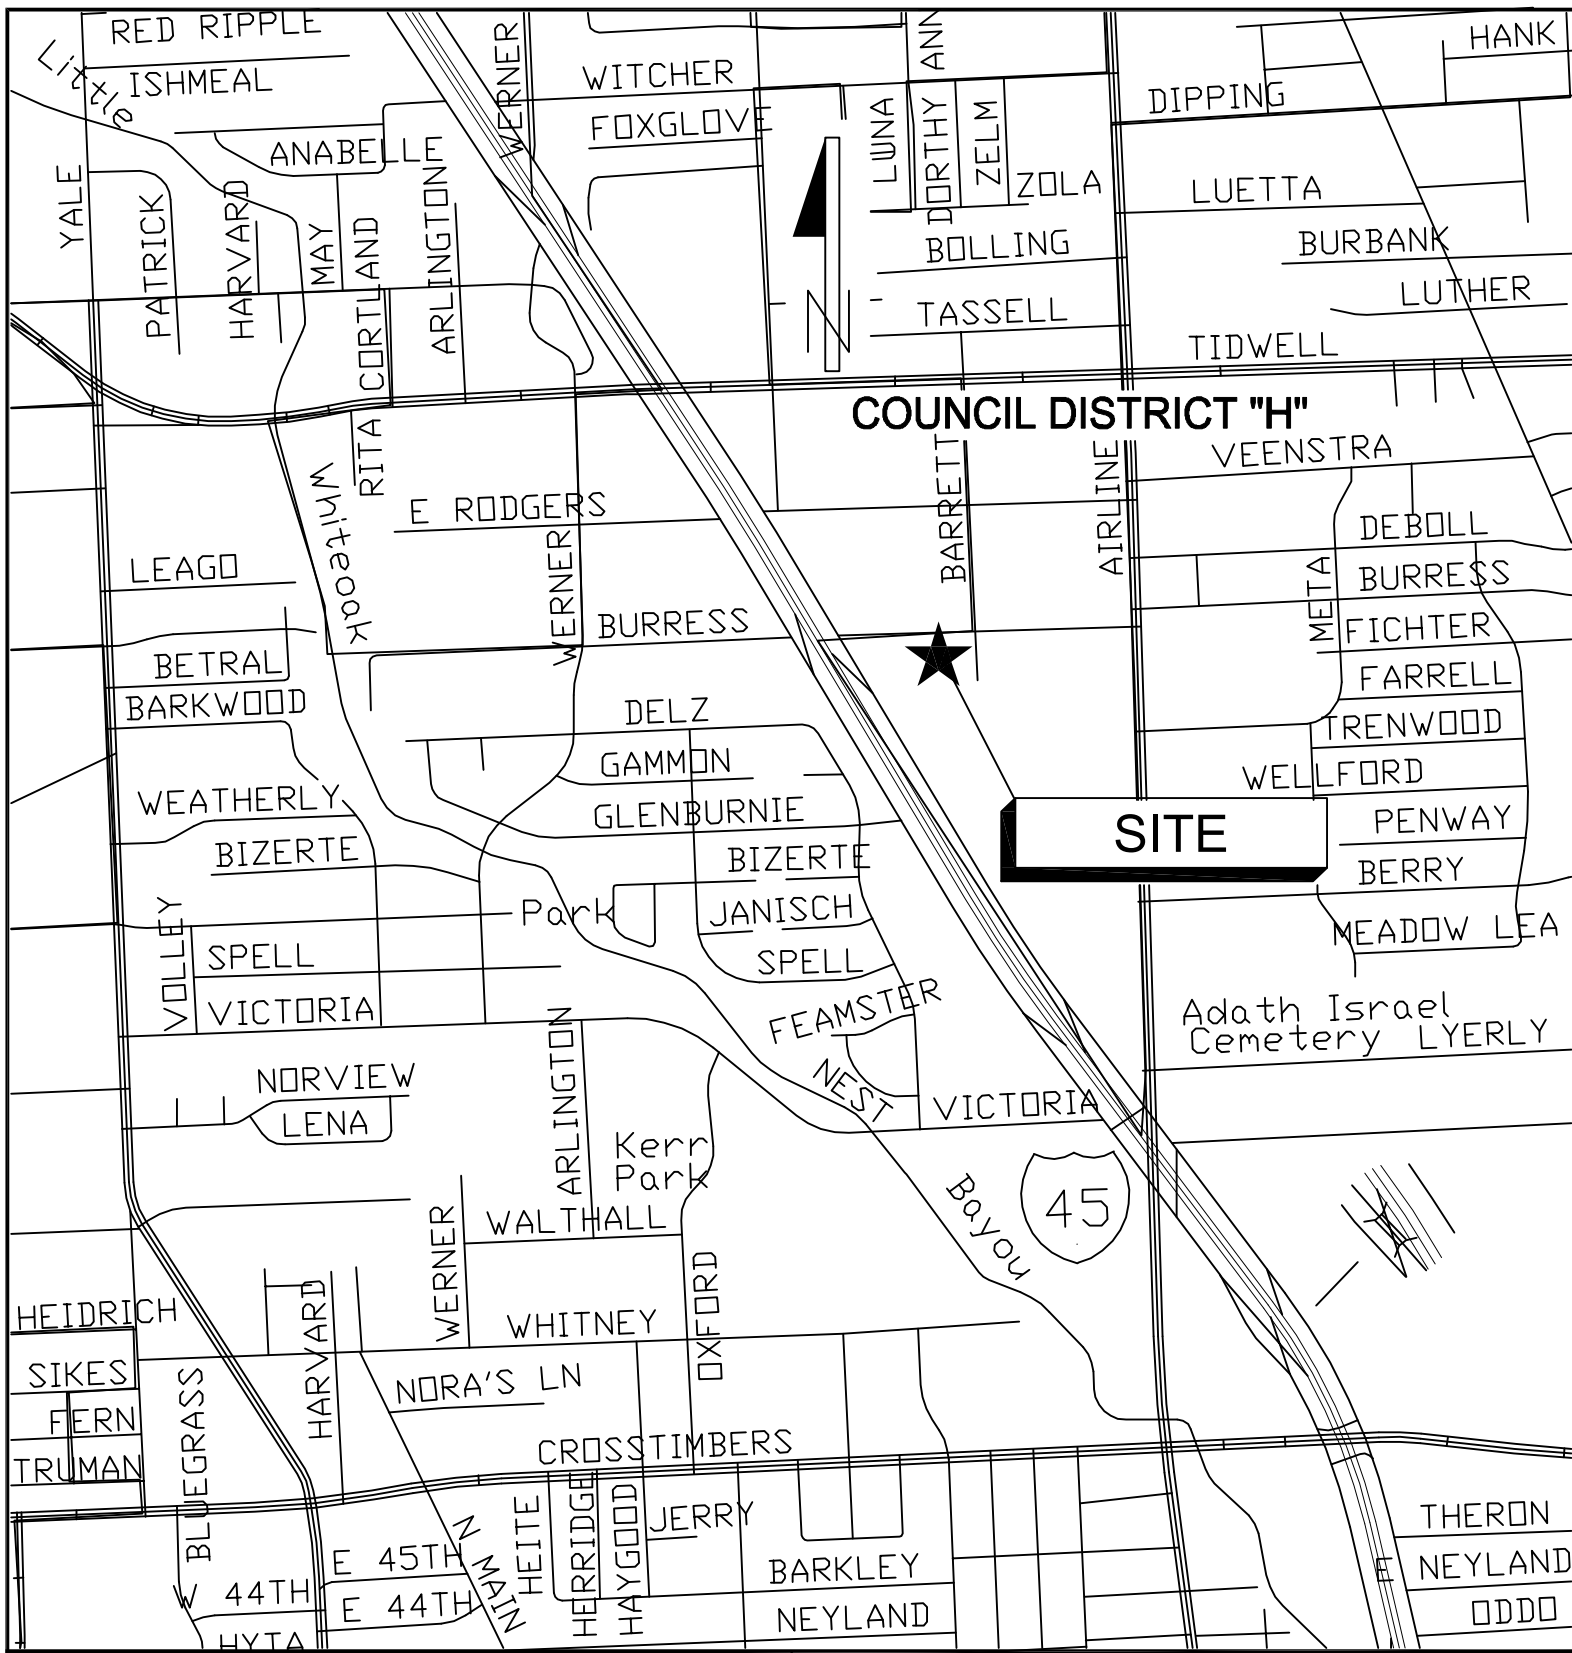 RED RIPPLE
Little
ISHMEAL
WERNER
WITCHER
FOXGLOVE
ANN
HANK
DIPPING
LUNA
DORTHY
ZELM
ZOLA
ANABELLE
YALE
PATRICK
HARVARD
MAY
CORTLAND
ARLINGTON
LUETTA
BOLLING
BURBANK
LUTHER
TASSELL
N
TIDWELL
COUNCIL DISTRICT "H"
RITA
Whiteoak
E RODGERS
BARRETT
AIRLINE
VEENSTRA
DEBOLL
LEAGO
WERNER
BURRESS
META
BURRESS
FICHTER
BETRAL
BARKWOOD
FARRELL
DELZ
TRENWOOD
GAMMON
WELLFORD
WEATHERLY
GLENBURNIE
SITE
PENWAY
BIZERTE
BIZERTE
BERRY
Park
JANISCH
MEADOW LEA
VOLLEY
SPELL
SPELL
VICTORIA
FEAMSTER
Adath Israel
Cemetery
LYERLY
ARLINGTON
NORVIEW
NEST
VICTORIA
LENA
Kerr
Park
Bayou
45
WERNER
WALTHALL
OXFORD
HEIDRICH
HARVARD
WHITNEY
SIKES
NORA'S LN
BLUEGRASS
FERN
CROSSTIMBERS
TRUMAN
HEITE
HERRIDGE
HAYGOOD
JERRY
THERON
N MAIN
E 45TH
BARKLEY
E NEYLAND
W 44TH
E 44TH
NEYLAND
ODDO
HYTA